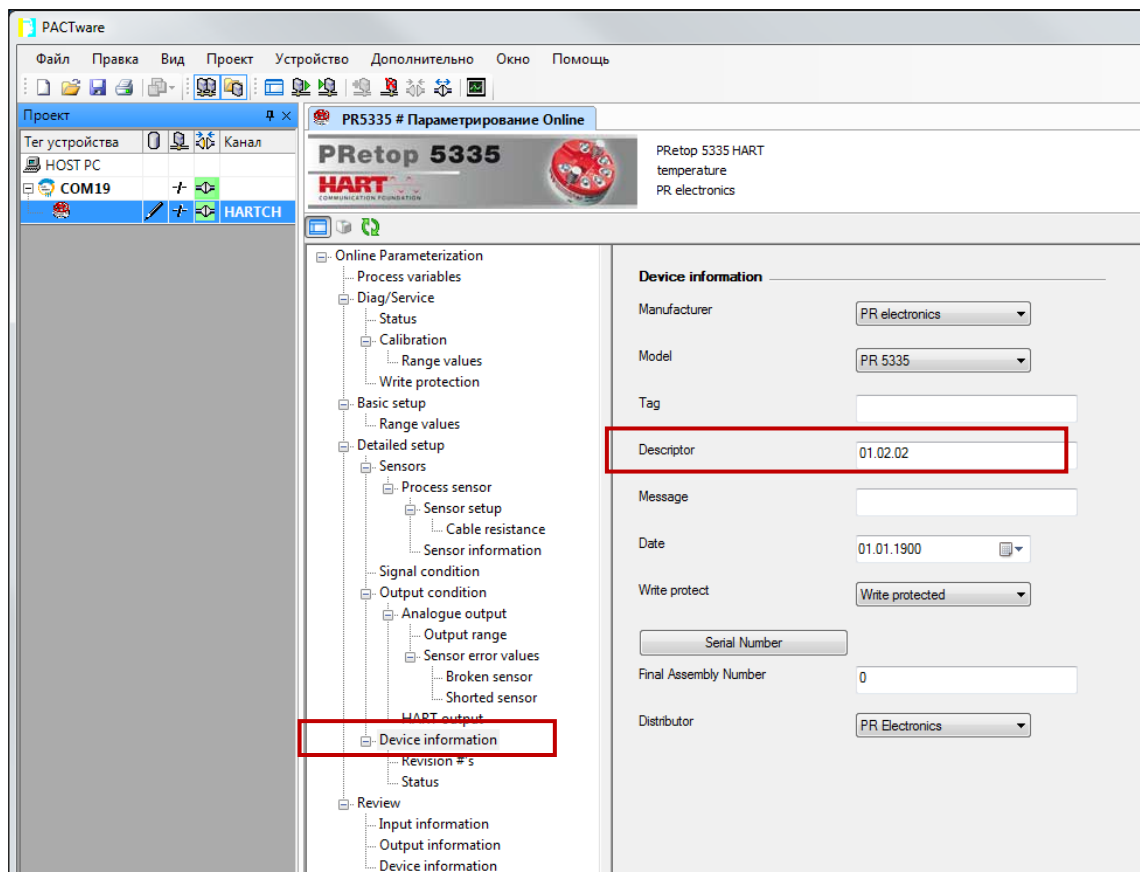 PACTware
Файл Правка Вид Проект Устройство Дополнительно Окно Помощь
Проект
Тег устройства Канал
HOST PC
COM19
HARTCH
PR5335 # Параметрирование Online
PRetop 5335
HART
COMMUNICATION FOUNDATION
PRetop 5335 HART
temperature
PR electronics
Online Parameterization
Process variables
Diag/Service
Status
Calibration
Range values
Write protection
Basic setup
Range values
Detailed setup
Sensors
Process sensor
Sensor setup
Cable resistance
Sensor information
Signal condition
Output condition
Analogue output
Output range
Sensor error values
Broken sensor
Shorted sensor
HART output
Device information
Revision #'s
Status
Review
Input information
Output information
Device information
Device information
Manufacturer PR electronics
Model PR 5335
Tag
Descriptor 01.02.02
Message
Date 01.01.1900
Write protect Write protected
Serial Number
Final Assembly Number 0
Distributor PR Electronics